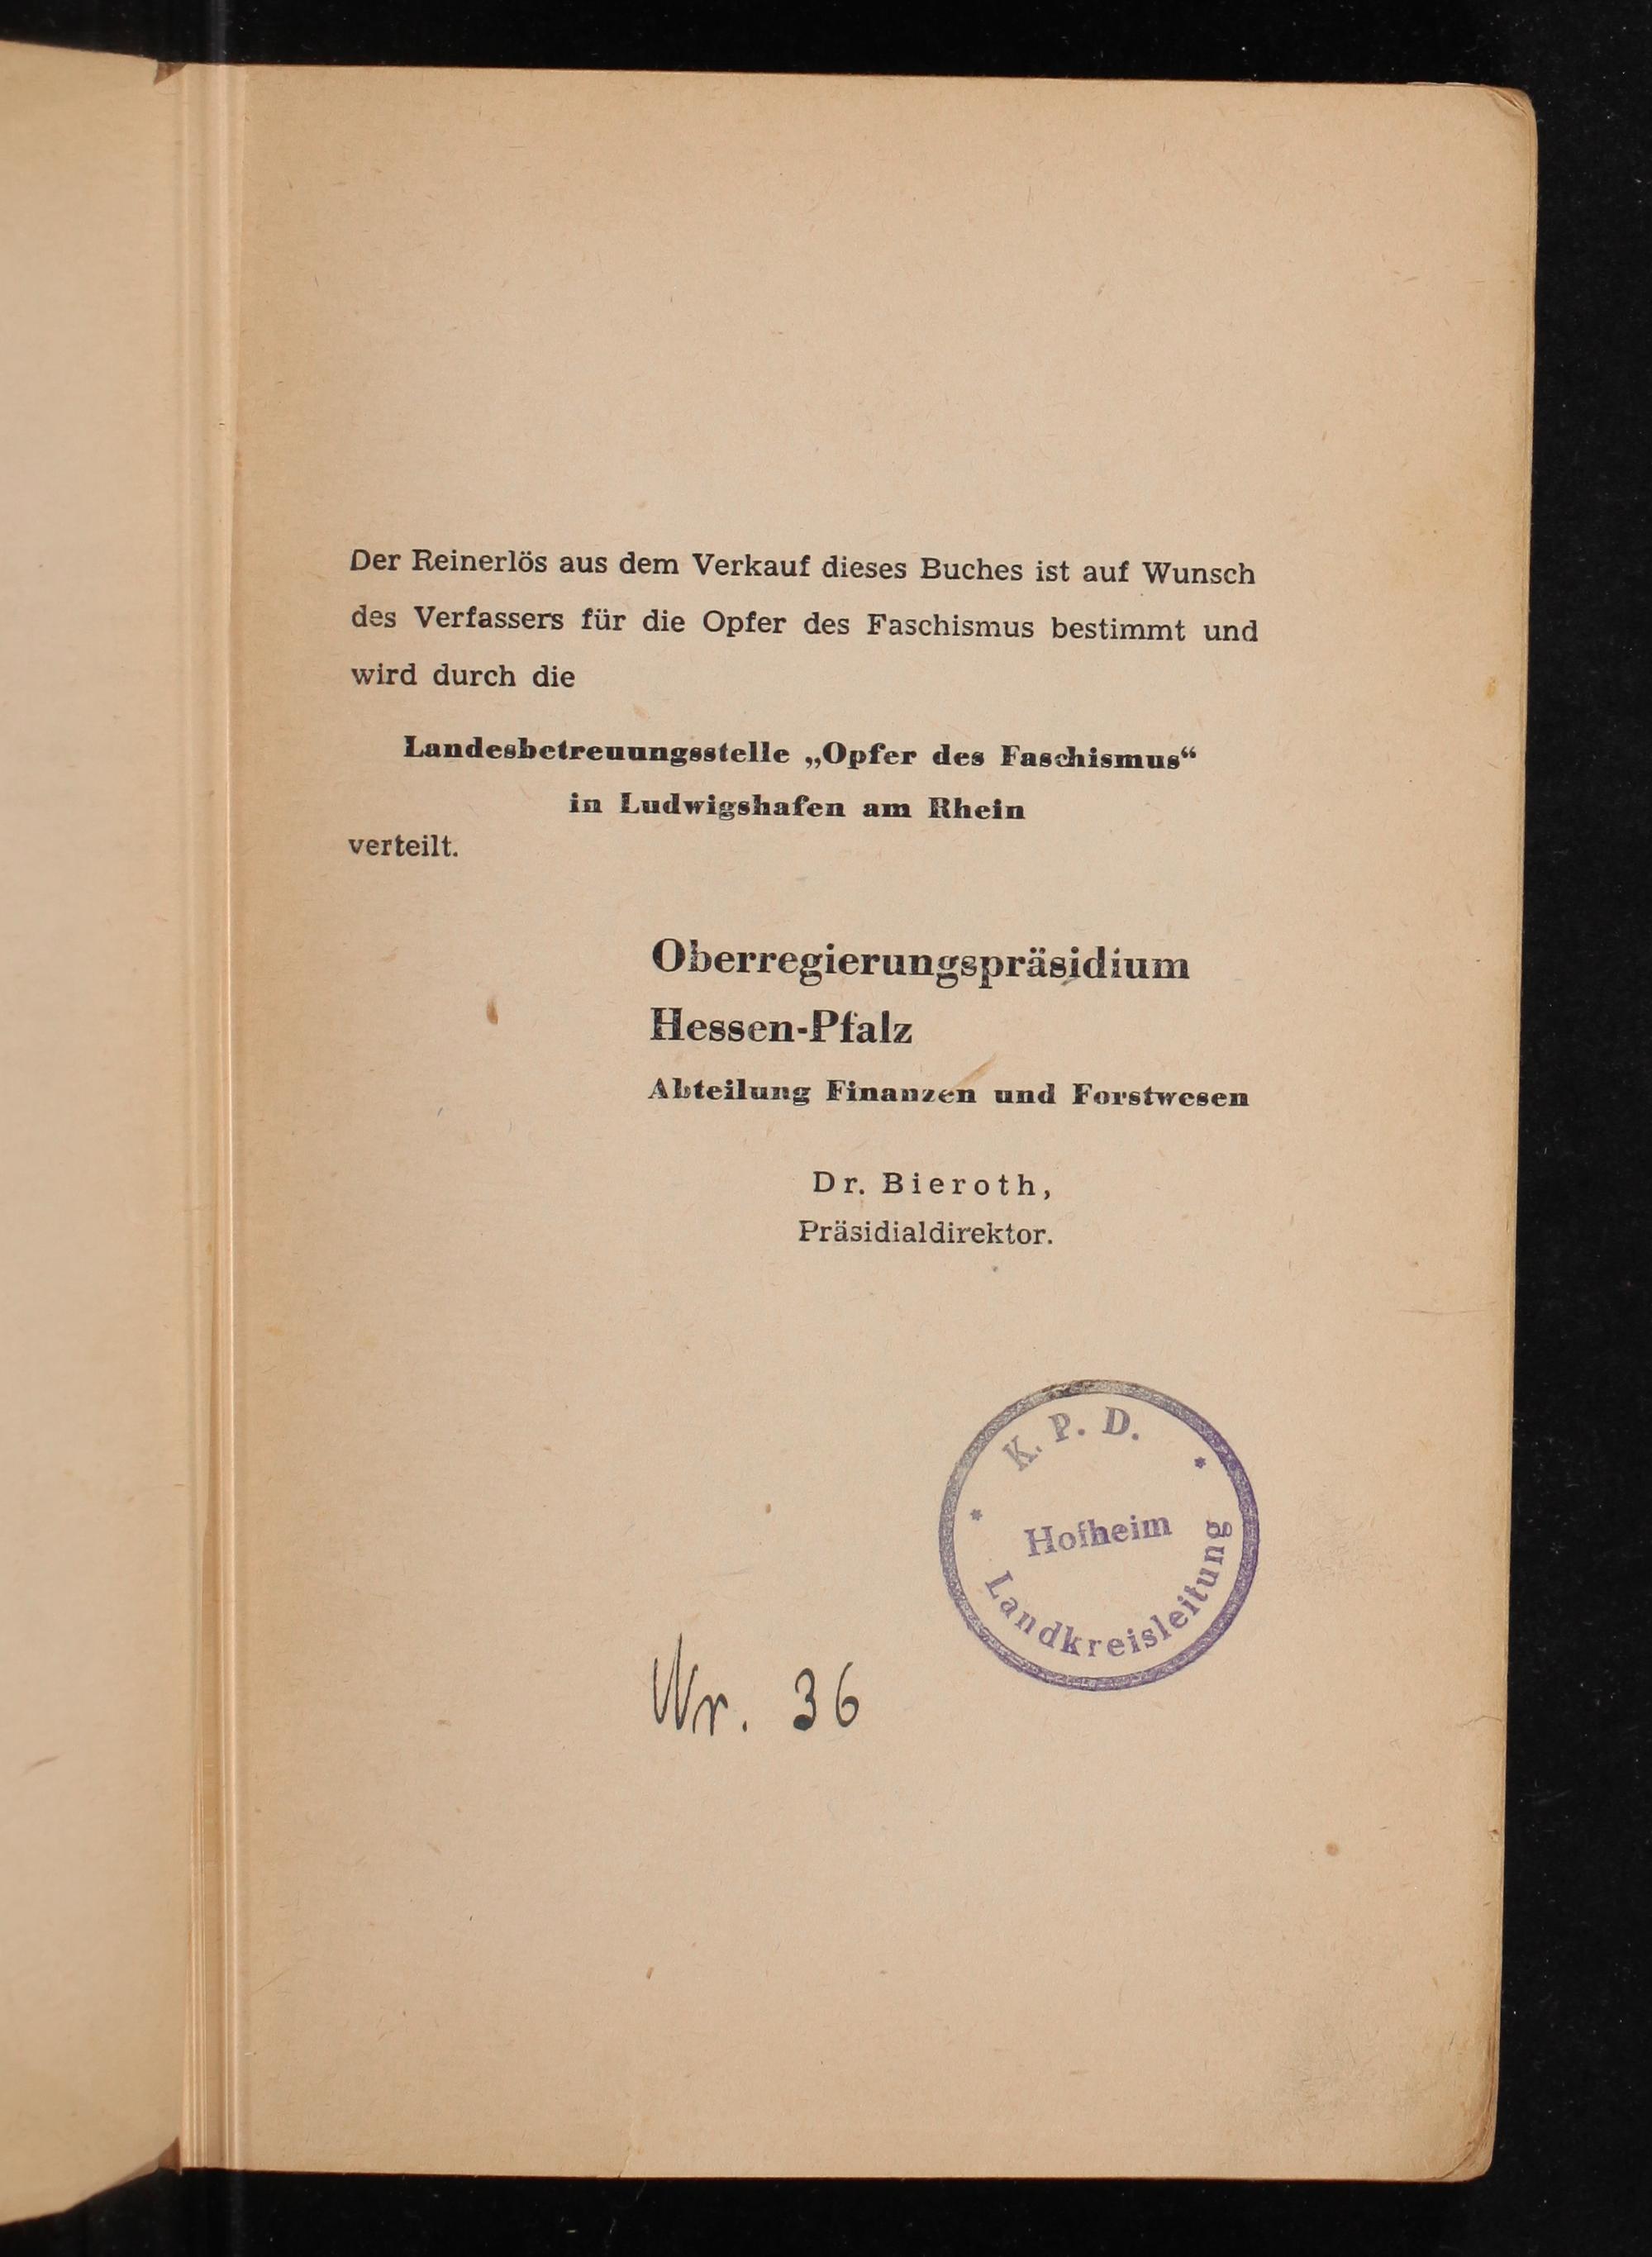 Der Reinerlös aus dem Verkauf dieses Buches ist auf Wunsch
des Verfassers für die Opfer des Faschismus bestimmt und
wird durch die
Landesbetreuungsstelle „Opfer des Faschismus“
in Ludwigshafen am Rhein
verteilt.
Oberregierungspräsidium
Hessen-Pfalz
Abteilung Finanzen und Forstwesen
Dr. Bieroth,
Präsidialdirektor.
K. P. D.
Hofheim
Landkreisleitung
Nr. 36